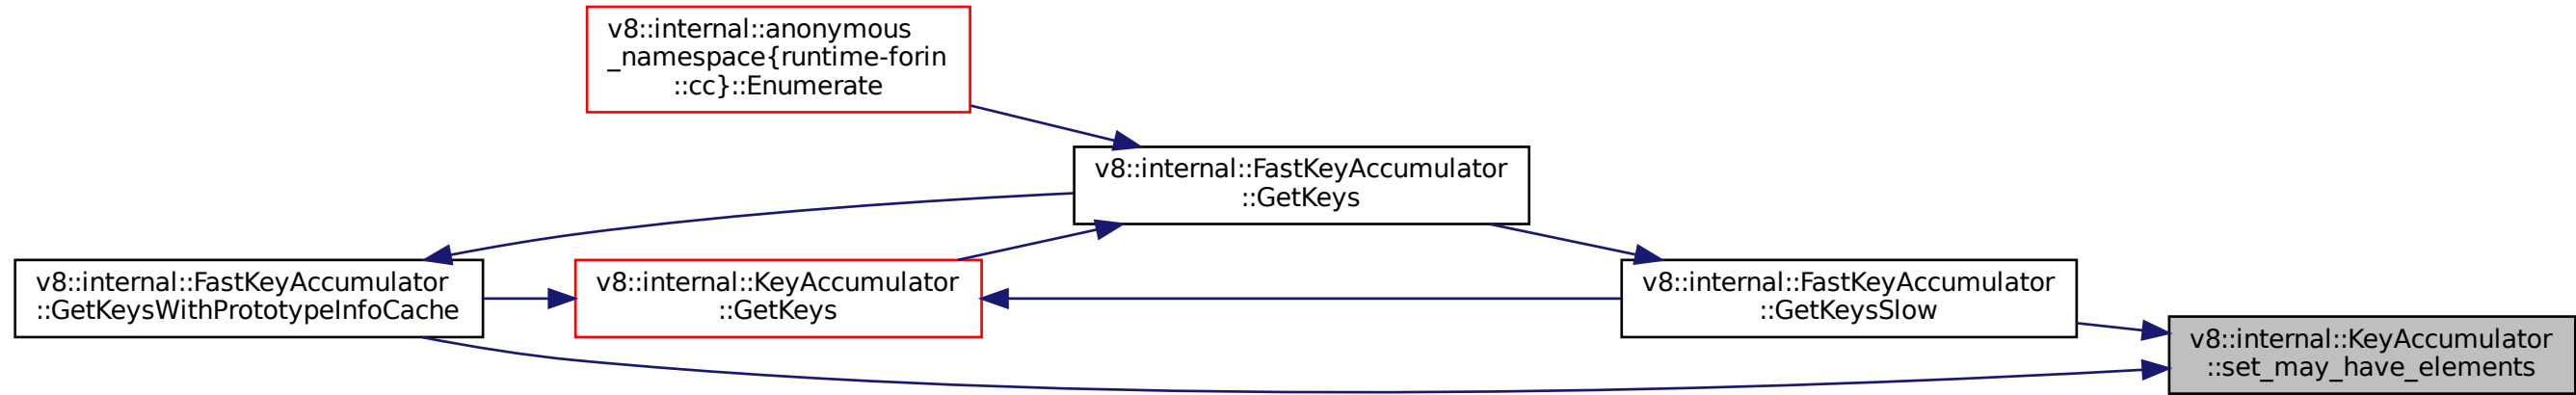 v8::internal::anonymous
_namespace{runtime-forin
::cc}::Enumerate
v8::internal::FastKeyAccumulator
::GetKeys
v8::internal::FastKeyAccumulator
::GetKeysWithPrototypeInfoCache
v8::internal::KeyAccumulator
::GetKeys
v8::internal::FastKeyAccumulator
::GetKeysSlow
v8::internal::KeyAccumulator
::set_may_have_elements